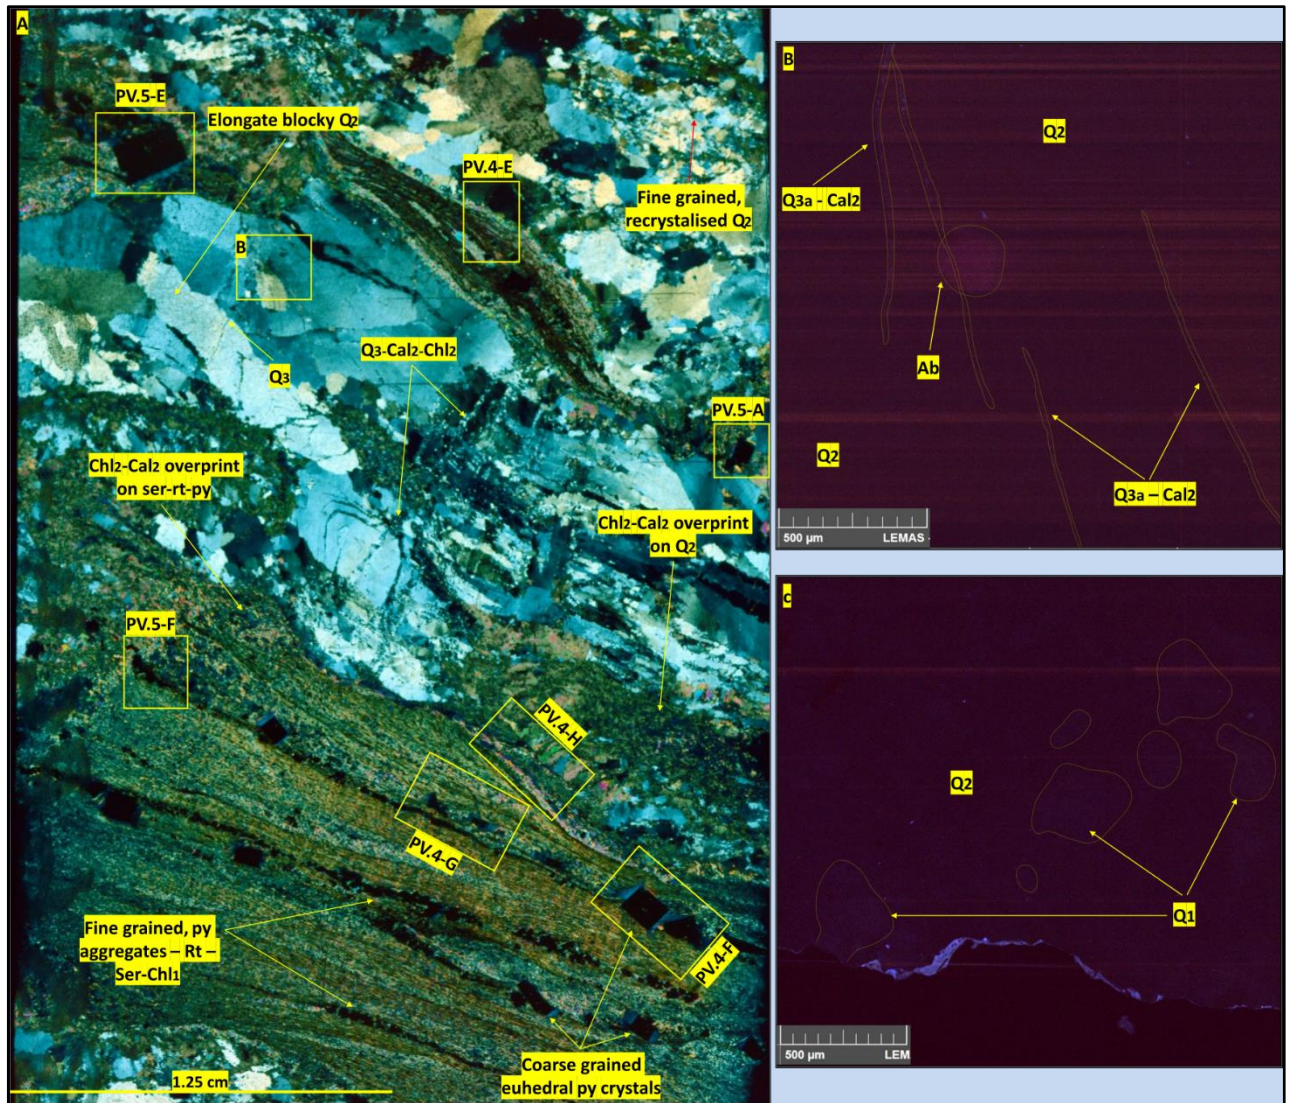 A
PV.5-E
Elongate blocky Q2
PV.4-E
Fine grained,
recrystalised Q2
B
Q3
Q3-Cal2-Chl2
PV.5-A
Chl2-Cal2 overprint
on ser-rt-py
Chl2-Cal2 overprint
on Q2
PV.5-F
PV.4-H
PV.4-G
PV.4-F
Fine grained, py
aggregates – Rt –
Ser-Chl1
Coarse grained
euhedral py crystals
1.25 cm
B
Q2
Q3a - Cal2
Ab
Q2
Q3a – Cal2
500 µm
LEMAS
c
Q2
Q1
500 µm
LEM